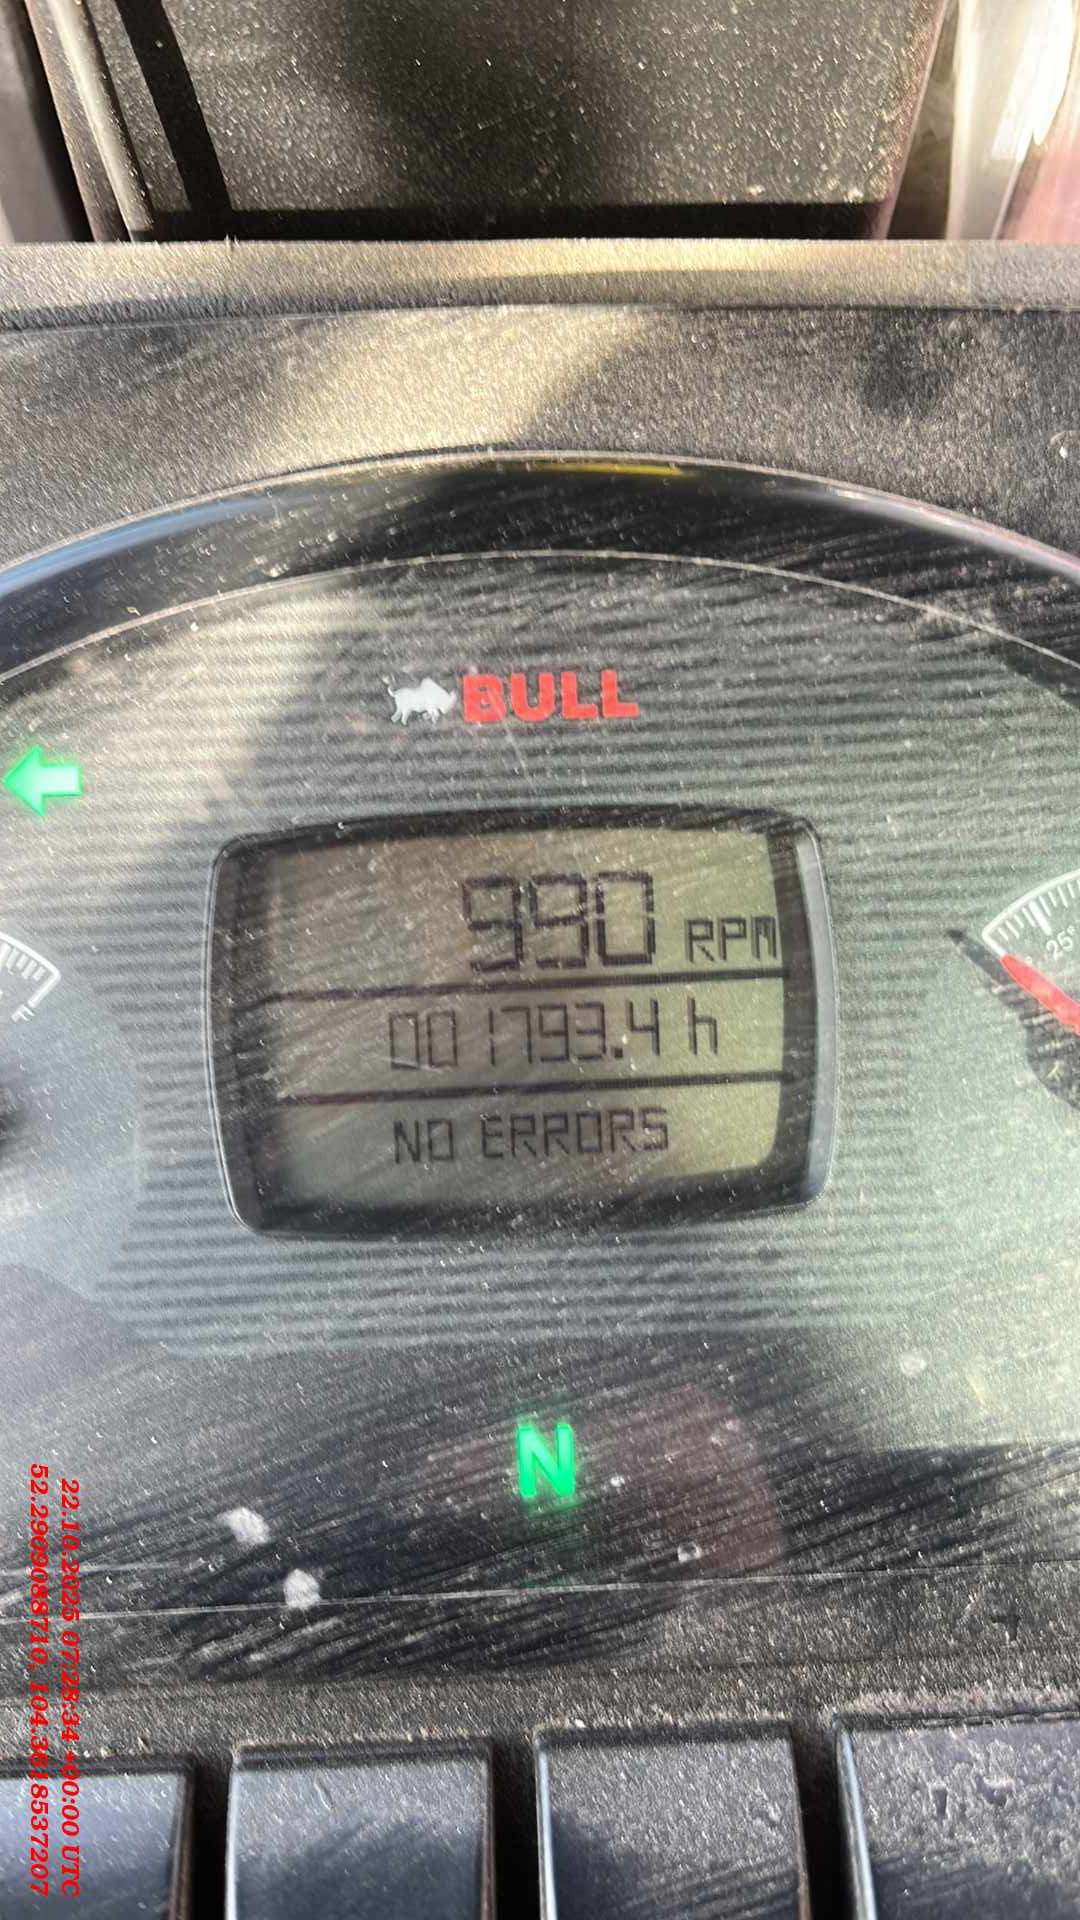 BULL
990 RPM
001793.4 h
NO ERRORS
25°
F
N
22.10.2025 07:28:34 +00:00 UTC
52.2909088710, 104.3618537207